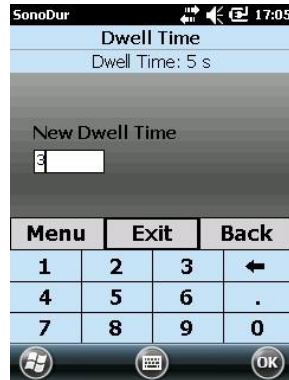 SonoDur 17:05
Dwell Time
Dwell Time: 5 s
New Dwell Time
3
Menu Exit Back
1 2 3 ←
4 5 6 .
7 8 9 0
OK